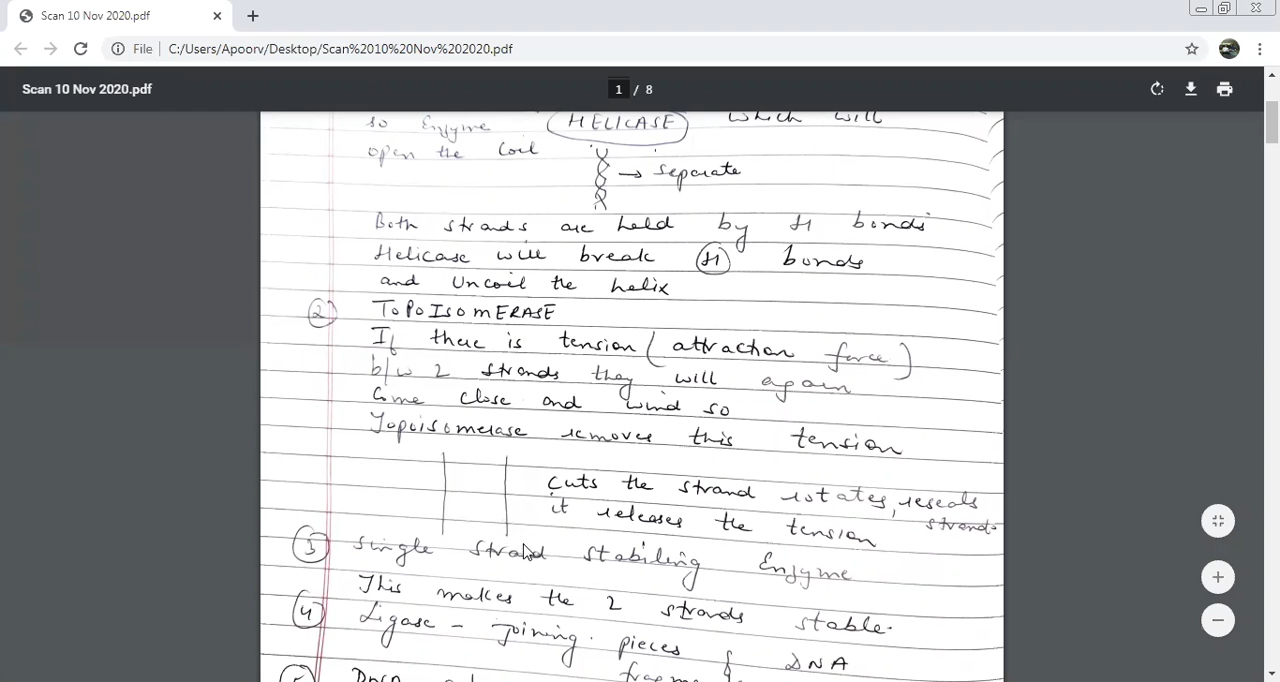 Scan 10 Nov 2020.pdf
File C:/Users/Apoorv/Desktop/Scan%2010%20Nov%202020.pdf
Scan 10 Nov 2020.pdf
1 / 8
so Enzyme HELICASE which will
open the coil
→ separate
Both strands are held by H bonds
Helicase will break H bonds
and Uncoil the helix
2 TOPOISOMERASE
If there is tension (attraction force)
b/w 2 strands they will again
come close and wind so
Topoisomerase removes this tension
cuts the strand rotates, reseals
it releases the tension strands
3 single strand stabiling Enzyme
This makes the 2 strands stable.
4 Ligase - joining pieces of DNA